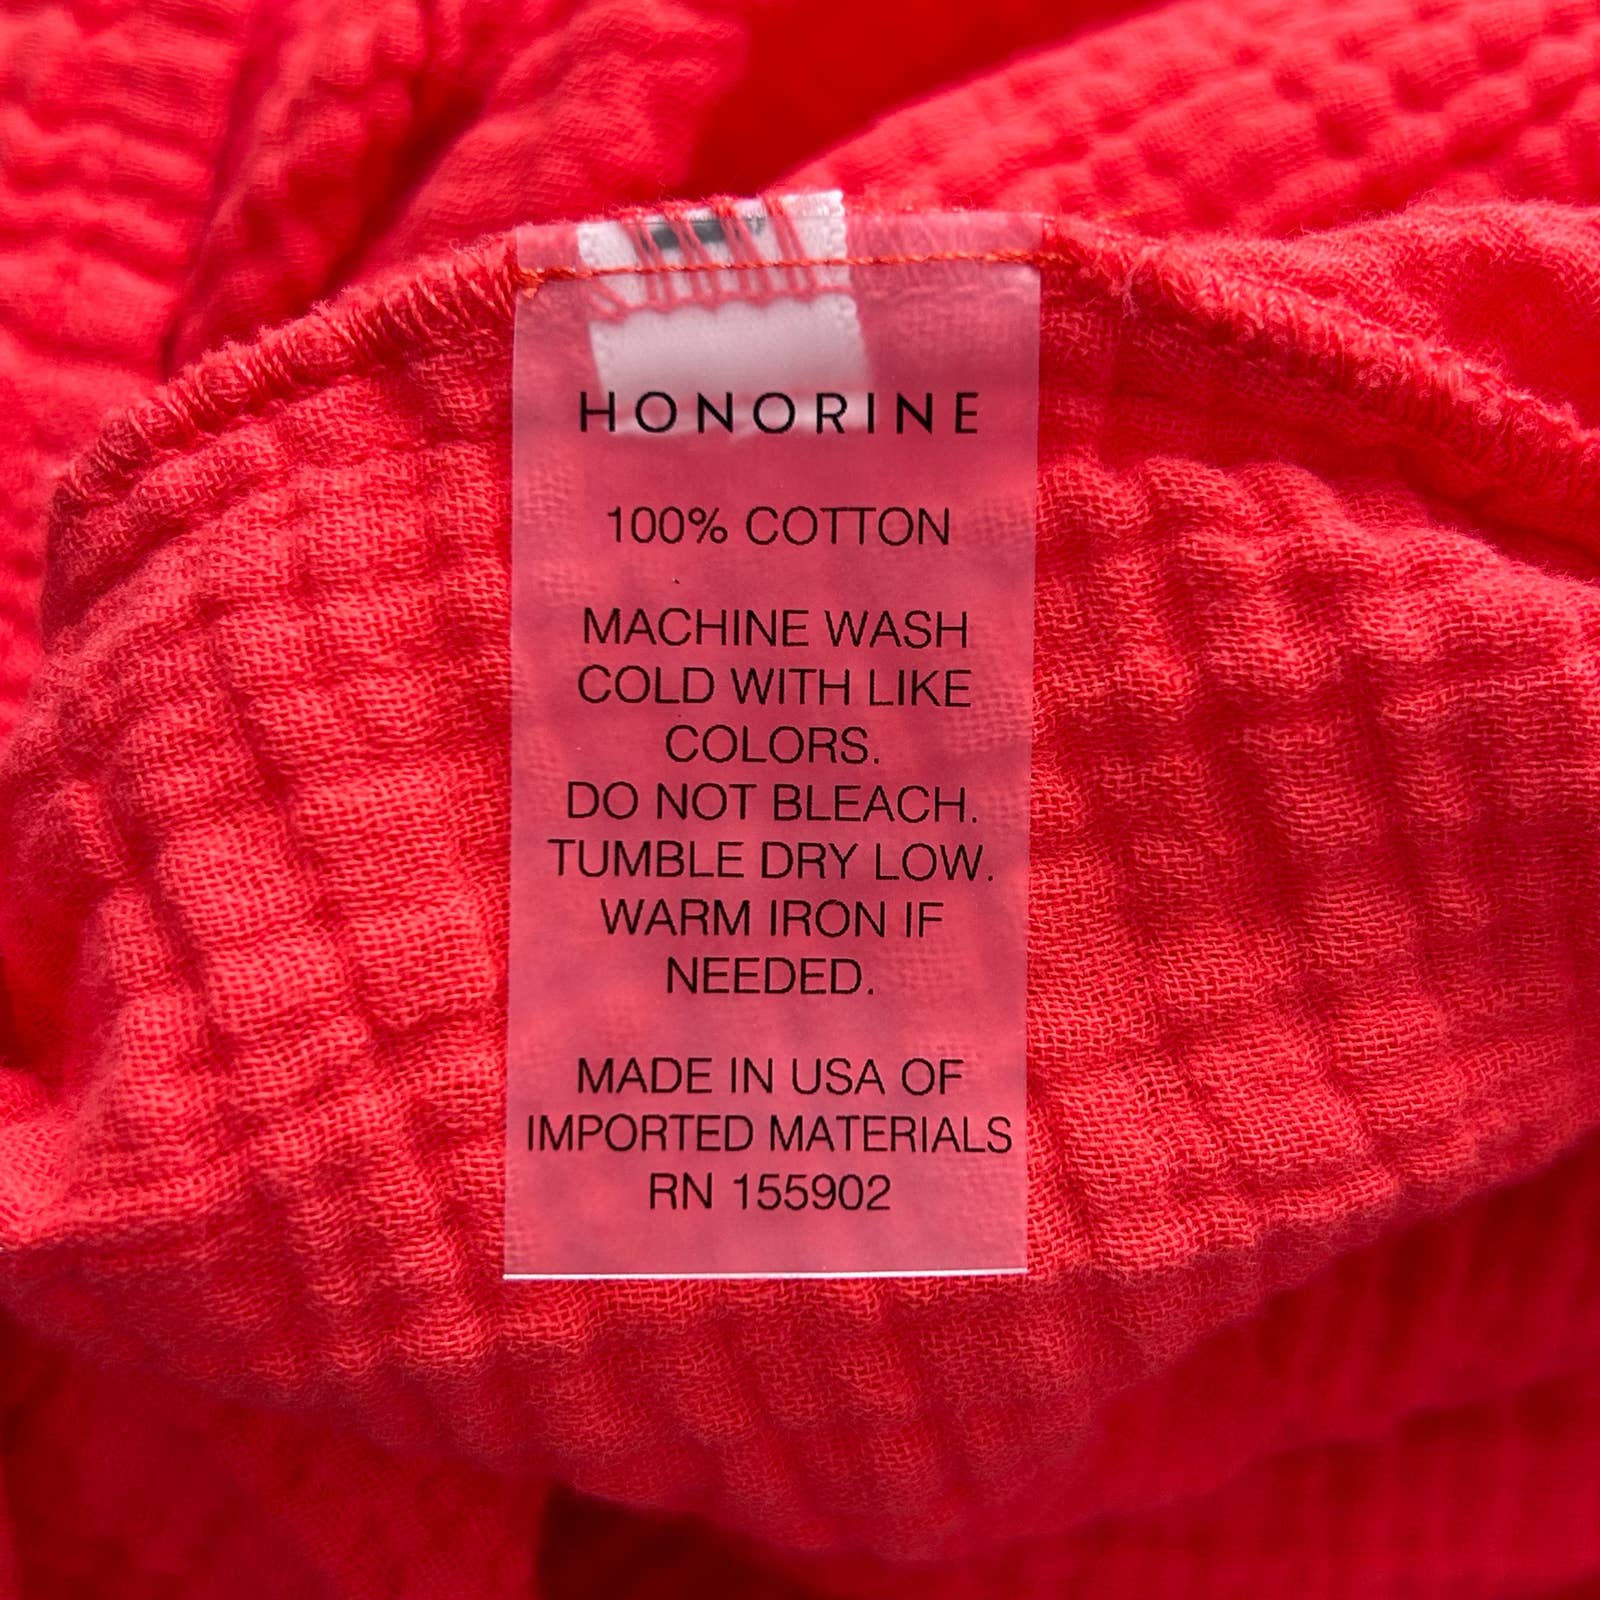 HONORINE
100% COTTON
MACHINE WASH
COLD WITH LIKE
COLORS.
DO NOT BLEACH.
TUMBLE DRY LOW.
WARM IRON IF
NEEDED.
MADE IN USA OF
IMPORTED MATERIALS
RN 155902